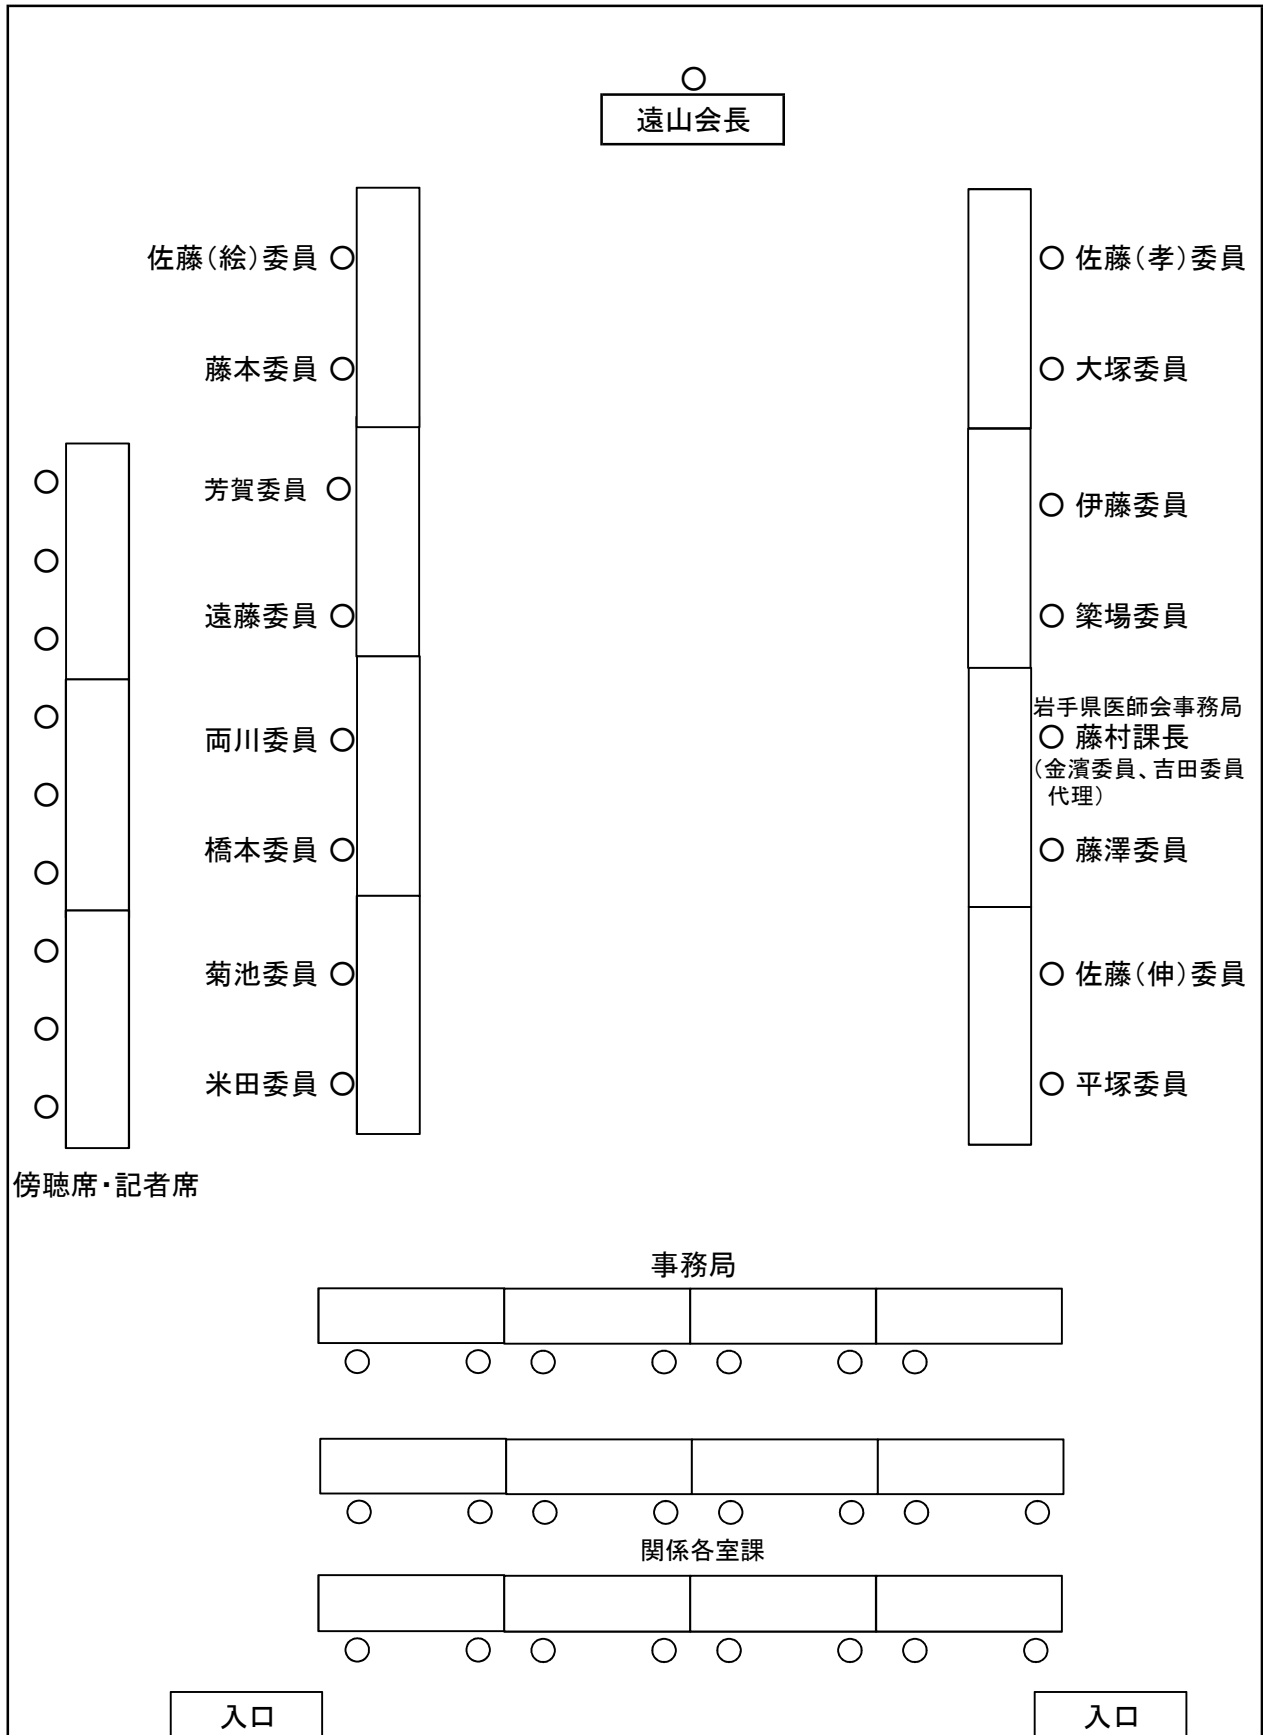 遠山会長
佐藤(絵)委員
藤本委員
芳賀委員
遠藤委員
両川委員
橋本委員
菊池委員
米田委員
佐藤(孝)委員
大塚委員
伊藤委員
簗場委員
岩手県医師会事務局
藤村課長
(金濱委員、吉田委員
代理)
藤澤委員
佐藤(伸)委員
平塚委員
傍聴席・記者席
事務局
関係各室課
入口
入口